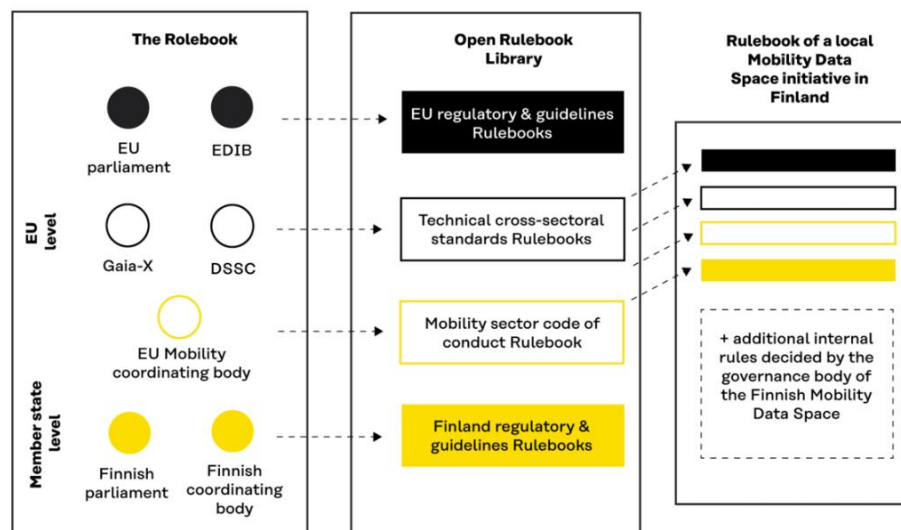 The Rolebook
EU
parliament
EDIB
EU
level
Gaia-X
DSSC
EU Mobility
coordinating body
Member state
level
Finnish
parliament
Finnish
coordinating
body
Open Rulebook
Library
EU regulatory & guidelines
Rulebooks
Technical cross-sectoral
standards Rulebooks
Mobility sector code of
conduct Rulebook
Finland regulatory &
guidelines Rulebooks
Rulebook of a local
Mobility Data
Space initiative in
Finland
+ additional internal
rules decided by the
governance body of
the Finnish Mobility
Data Space